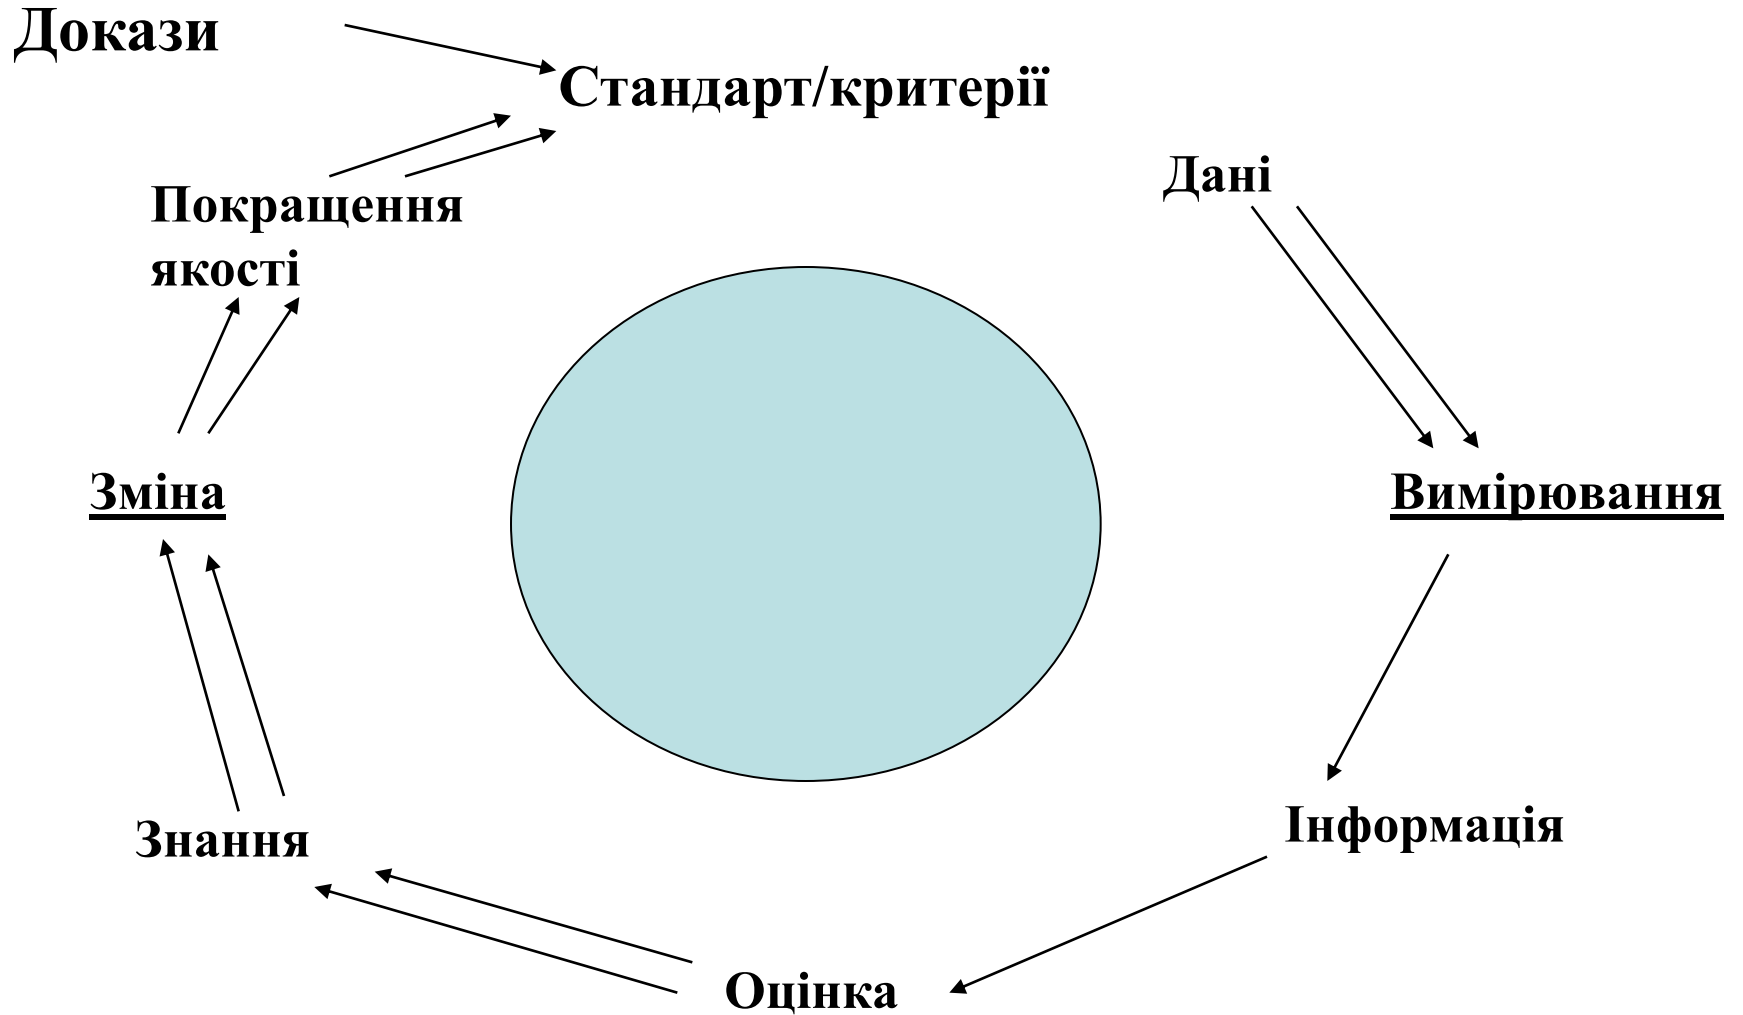 Докази
Стандарт/критерії
Дані
Покращення
якості
Зміна
Вимірювання
Інформація
Знання
Оцінка